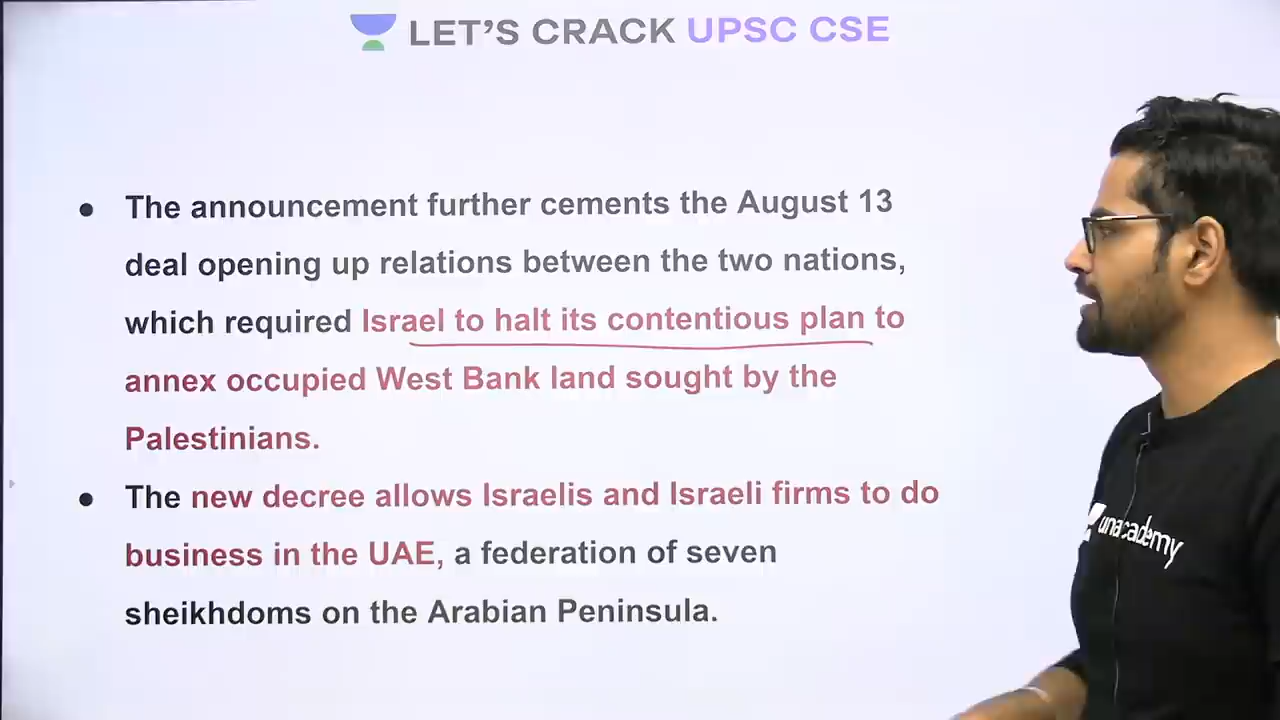 LET'S CRACK UPSC CSE
● The announcement further cements the August 13
deal opening up relations between the two nations,
which required Israel to halt its contentious plan to
annex occupied West Bank land sought by the
Palestinians.
● The new decree allows Israelis and Israeli firms to do
business in the UAE, a federation of seven
sheikhdoms on the Arabian Peninsula.
unacademy